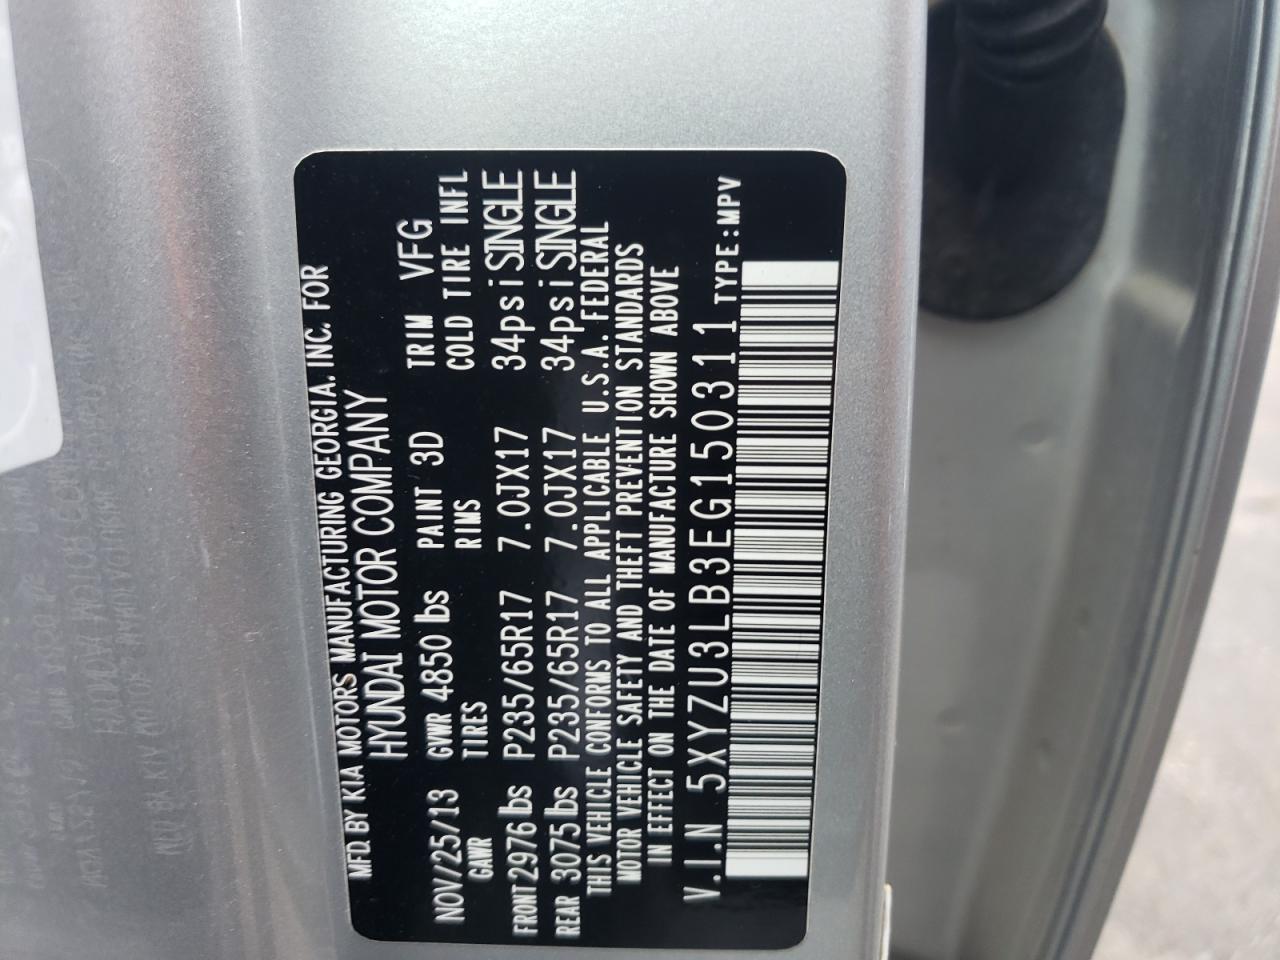 MFD. BY KIA MOTORS MANUFACTURING GEORGIA, INC. FOR
HYUNDAI MOTOR COMPANY
NOV/25/13 GVWR 4850 lbs PAINT 3D TRIM VFG
GAWR TIRES RIMS COLD TIRE INFL
FRONT 2976 lbs P235/65R17 7.0JX17 34psi SINGLE
REAR 3075 lbs P235/65R17 7.0JX17 34psi SINGLE
THIS VEHICLE CONFORMS TO ALL APPLICABLE U.S.A. FEDERAL
MOTOR VEHICLE SAFETY AND THEFT PREVENTION STANDARDS
IN EFFECT ON THE DATE OF MANUFACTURE SHOWN ABOVE
V.I.N 5XYZU3LB3EG150311 TYPE:MPV